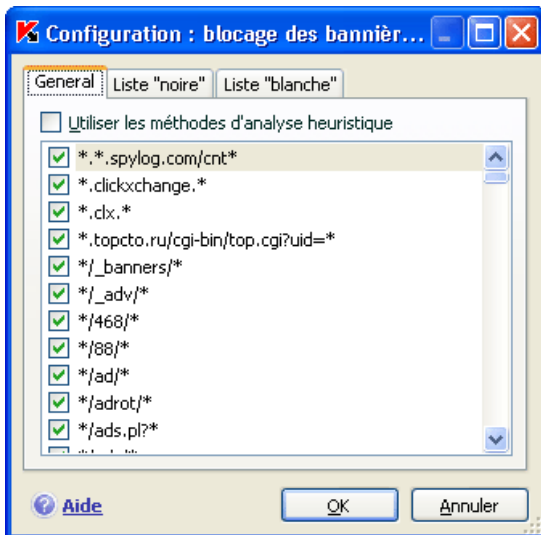 Configuration : blocage des bannièr...
General Liste "noire" Liste "blanche"
Utiliser les méthodes d'analyse heuristique
*.*.spylog.com/cnt*
*.clickxchange.*
*.clx.*
*.topcto.ru/cgi-bin/top.cgi?uid=*
*/_banners/*
*/_adv/*
*/468/*
*/88/*
*/ad/*
*/adrot/*
*/ads.pl?*
Aide OK Annuler